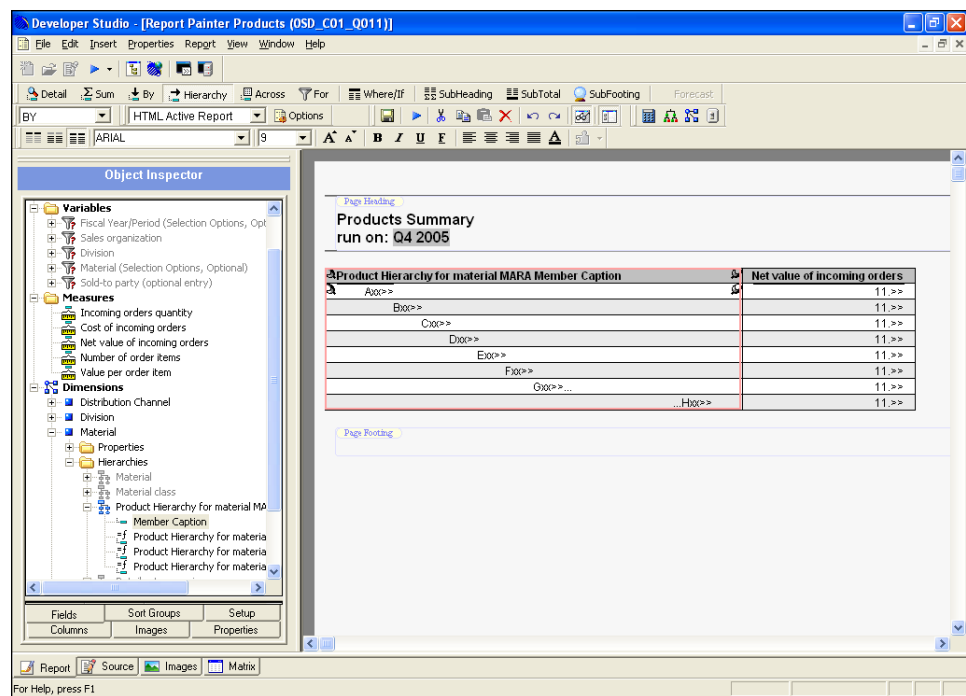 Developer Studio - [Report Painter Products (0SD_C01_Q011)]
File Edit Insert Properties Report View Window Help
Detail Sum By Hierarchy Across For Where/If SubHeading SubTotal SubFooting Forecast
BY HTML Active Report Options
ARIAL 9 A A B I U F A
Object Inspector
Variables
Fiscal Year/Period (Selection Options, Opt
Sales organization
Division
Material (Selection Options, Optional)
Sold-to party (optional entry)
Measures
Incoming orders quantity
Cost of incoming orders
Net value of incoming orders
Number of order items
Value per order item
Dimensions
Distribution Channel
Division
Material
Properties
Hierarchies
Material
Material class
Product Hierarchy for material MA
Member Caption
Product Hierarchy for materia
Product Hierarchy for materia
Product Hierarchy for materia
Fields Sort Groups Setup
Columns Images Properties
Page Heading
Products Summary
run on: Q4 2005
Product Hierarchy for material MARA Member Caption Net value of incoming orders
Axx>> 11.>>
Bxx>> 11.>>
Cxx>> 11.>>
Dxx>> 11.>>
Exx>> 11.>>
Fxx>> 11.>>
Gxx>>... 11.>>
...Hxx>> 11.>>
Page Footing
Report Source Images Matrix
For Help, press F1